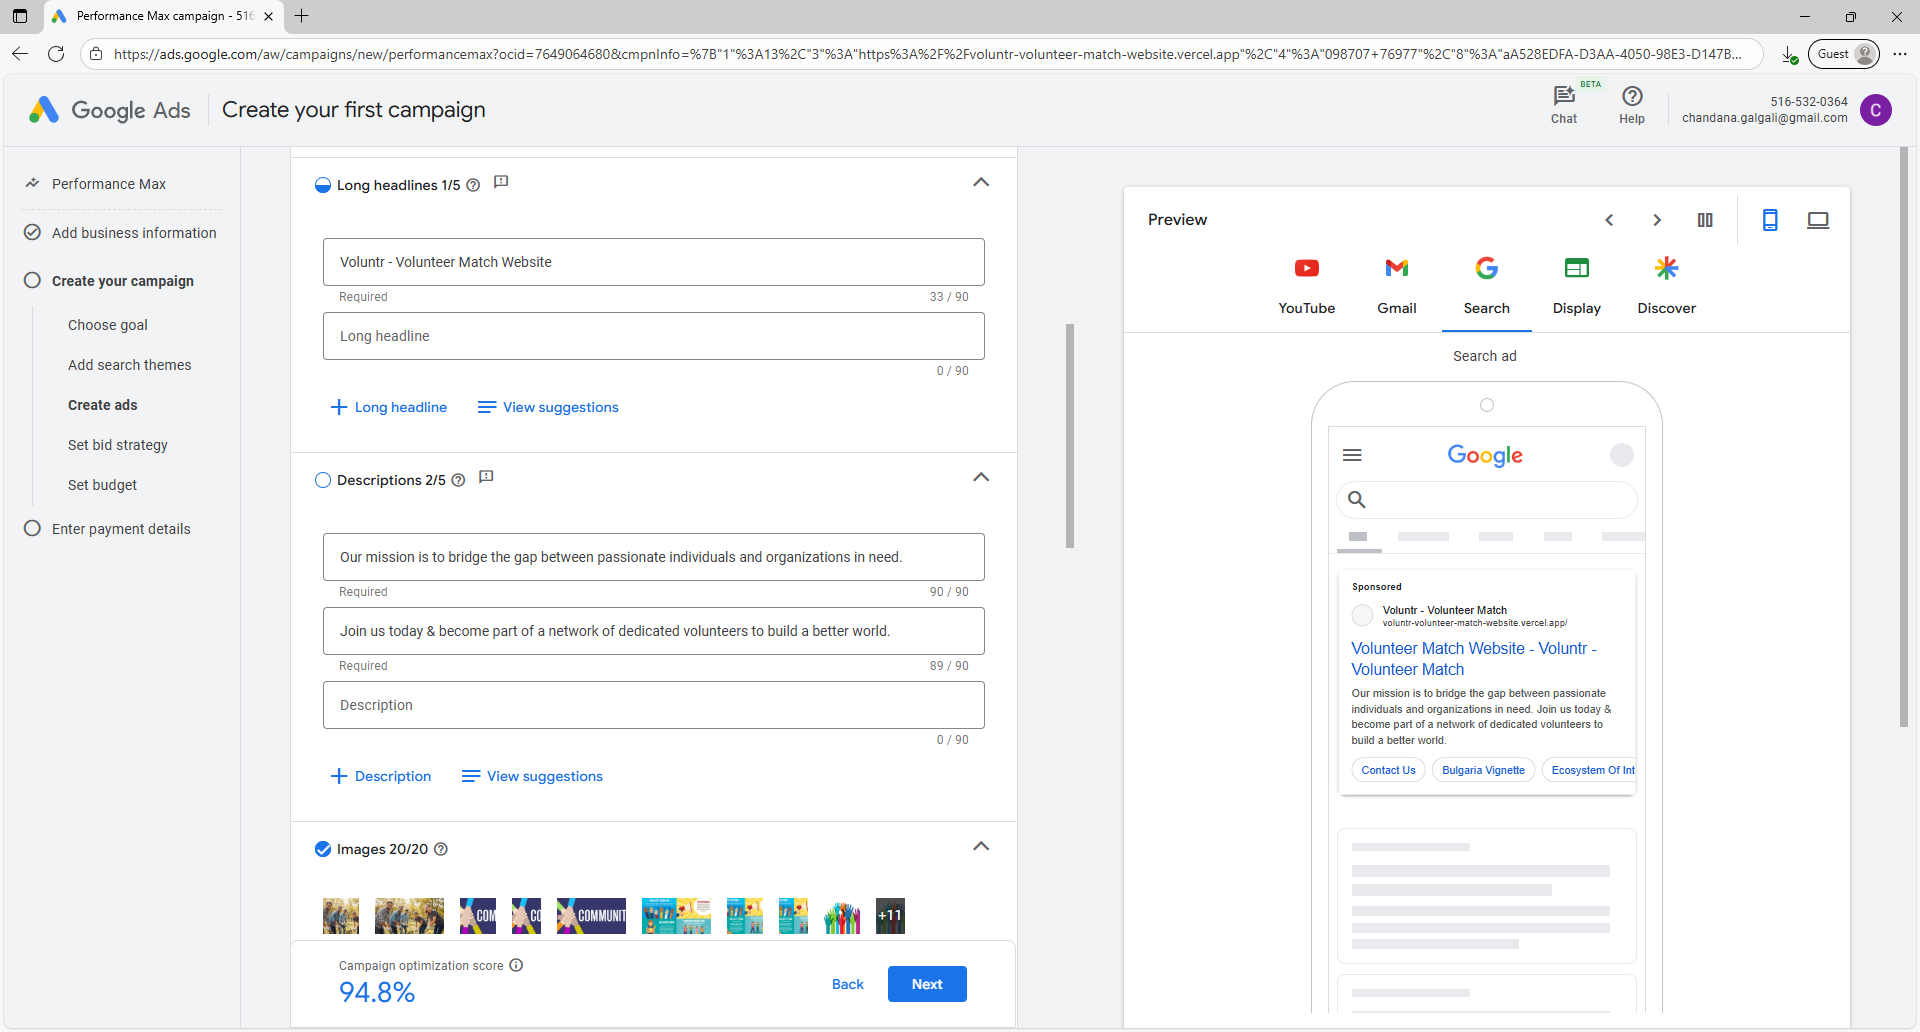 Performance Max campaign - 516
https://ads.google.com/aw/campaigns/new/performancemax?ocid=7649064680&cmpnInfo=%7B"1"%3A13%2C"3"%3A"https%3A%2F%2Fvoluntr-volunteer-match-website.vercel.app"%2C"4"%3A"098707+76977"%2C"8"%3A"aA528EDFA-D3AA-4050-98E3-D147B...
Guest
Google Ads
Create your first campaign
Chat
BETA
Help
516-532-0364
chandana.galgali@gmail.com
C
Performance Max
Add business information
Create your campaign
Choose goal
Add search themes
Create ads
Set bid strategy
Set budget
Enter payment details
Long headlines 1/5
Voluntr - Volunteer Match Website
Required
33 / 90
Long headline
0 / 90
Long headline
View suggestions
Descriptions 2/5
Our mission is to bridge the gap between passionate individuals and organizations in need.
Required
90 / 90
Join us today & become part of a network of dedicated volunteers to build a better world.
Required
89 / 90
Description
0 / 90
Description
View suggestions
Images 20/20
COM
CO
COMMUNIT
+11
Campaign optimization score
94.8%
Back
Next
Preview
YouTube
Gmail
Search
Display
Discover
Search ad
Google
Sponsored
Voluntr - Volunteer Match
voluntr-volunteer-match-website.vercel.app/
Volunteer Match Website - Voluntr -
Volunteer Match
Our mission is to bridge the gap between passionate
individuals and organizations in need. Join us today &
become part of a network of dedicated volunteers to
build a better world.
Contact Us
Bulgaria Vignette
Ecosystem Of Int